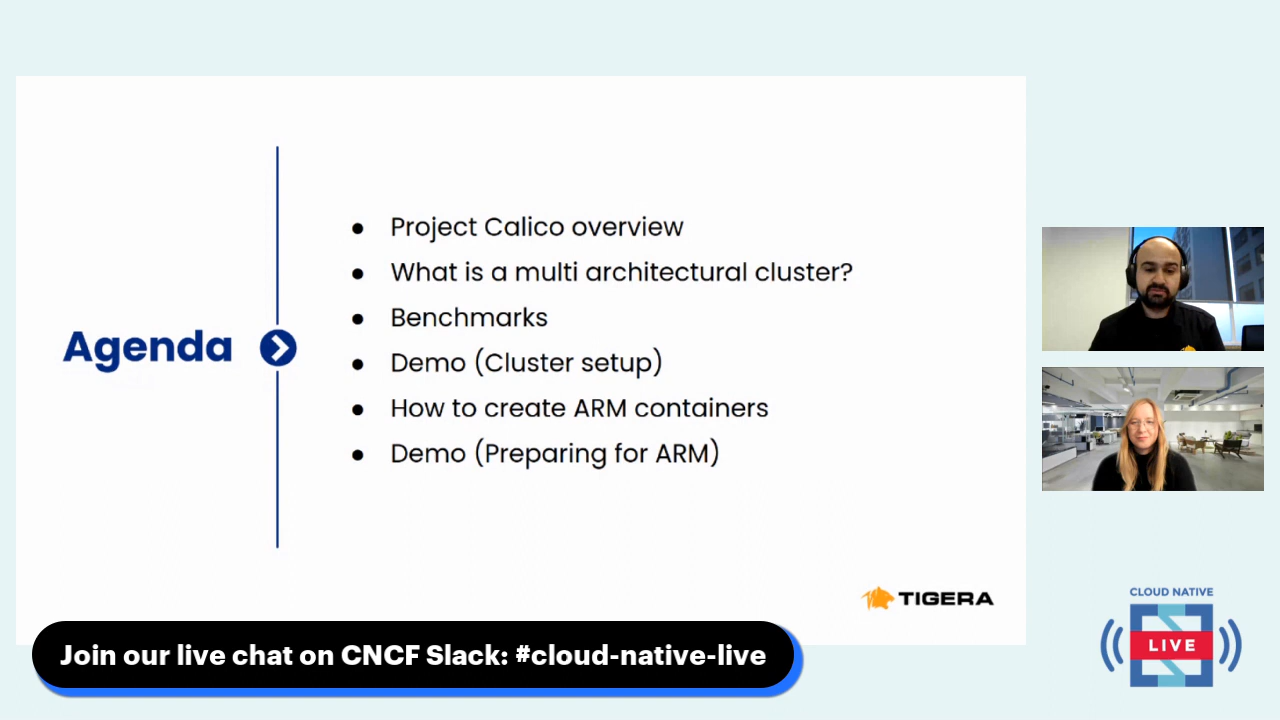 Agenda
Project Calico overview
What is a multi architectural cluster?
Benchmarks
Demo (Cluster setup)
How to create ARM containers
Demo (Preparing for ARM)
TIGERA
Join our live chat on CNCF Slack: #cloud-native-live
CLOUD NATIVE
LIVE